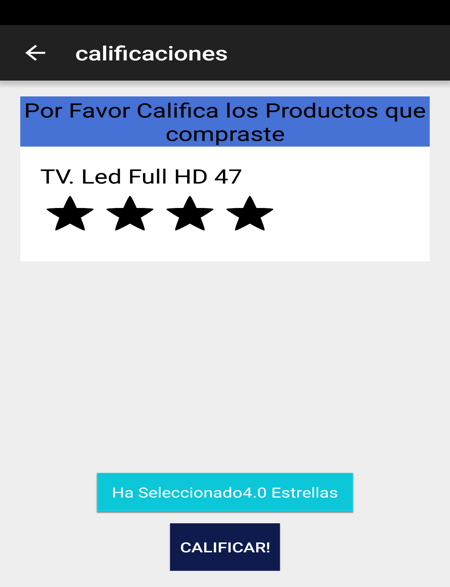 calificaciones
Por Favor Califica los Productos que
compraste
TV. Led Full HD 47
Ha Seleccionado4.0 Estrellas
CALIFICAR!